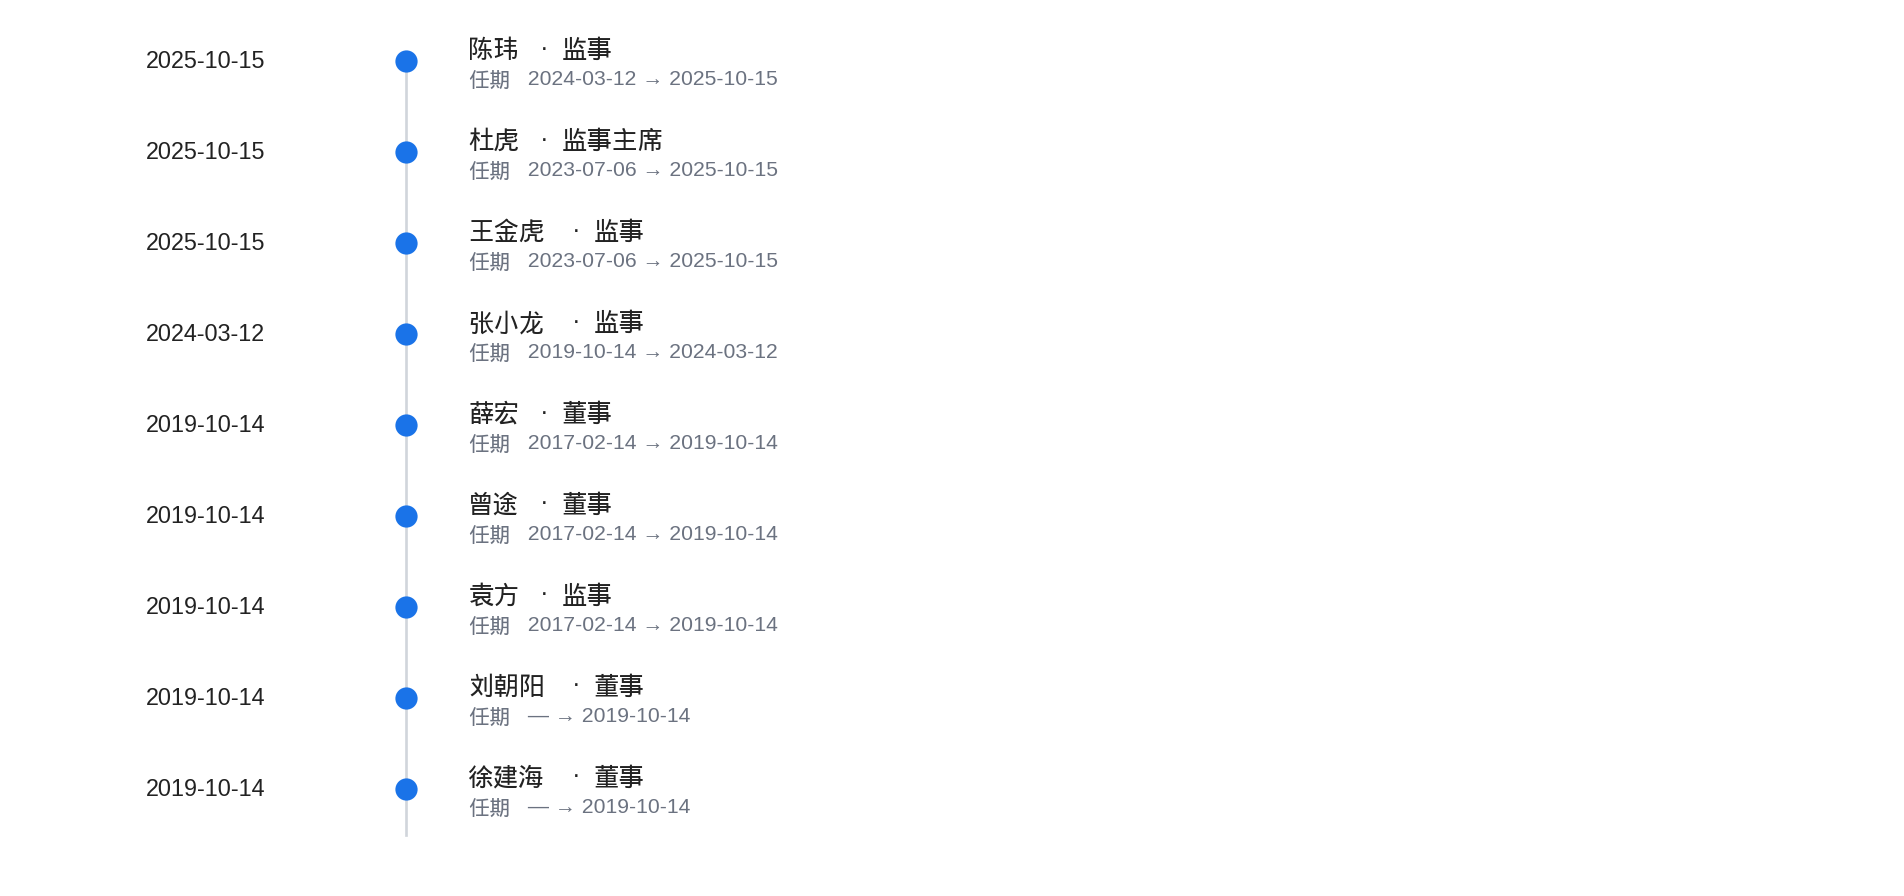 2025-10-15 陈玮 · 监事
任期 2024-03-12 → 2025-10-15
2025-10-15 杜虎 · 监事主席
任期 2023-07-06 → 2025-10-15
2025-10-15 王金虎 · 监事
任期 2023-07-06 → 2025-10-15
2024-03-12 张小龙 · 监事
任期 2019-10-14 → 2024-03-12
2019-10-14 薛宏 · 董事
任期 2017-02-14 → 2019-10-14
2019-10-14 曾途 · 董事
任期 2017-02-14 → 2019-10-14
2019-10-14 袁方 · 监事
任期 2017-02-14 → 2019-10-14
2019-10-14 刘朝阳 · 董事
任期 — → 2019-10-14
2019-10-14 徐建海 · 董事
任期 — → 2019-10-14